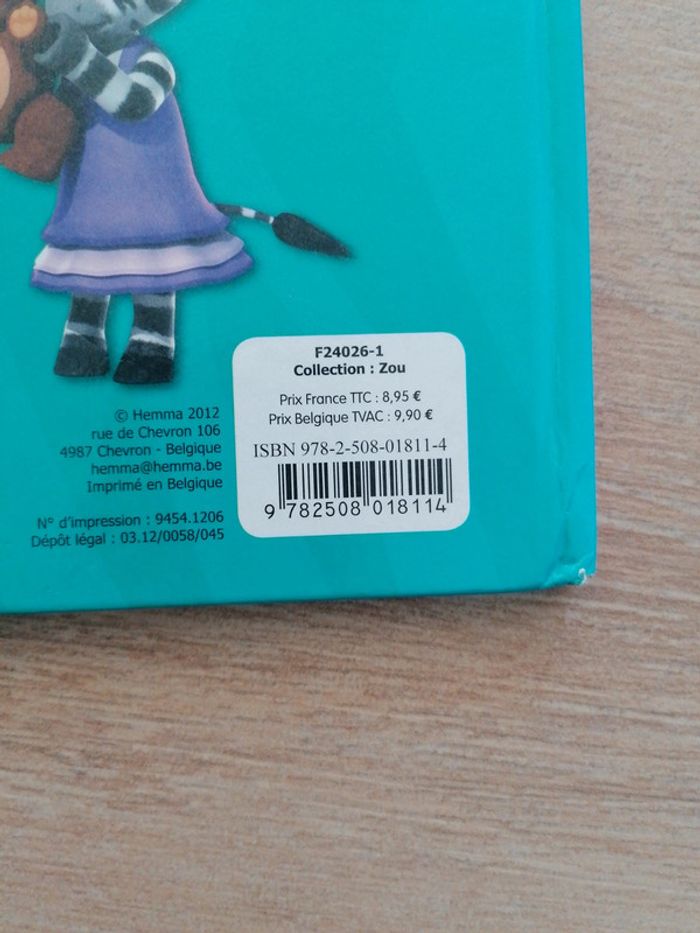 F24026-1
Collection : Zou
Prix France TTC : 8,95 €
Prix Belgique TVAC : 9,90 €
ISBN 978-2-508-01811-4
9 782508 018114
© Hemma 2012
rue de Chevron 106
4987 Chevron - Belgique
hemma@hemma.be
Imprimé en Belgique
N° d'impression : 9454.1206
Dépôt légal : 03.12/0058/045